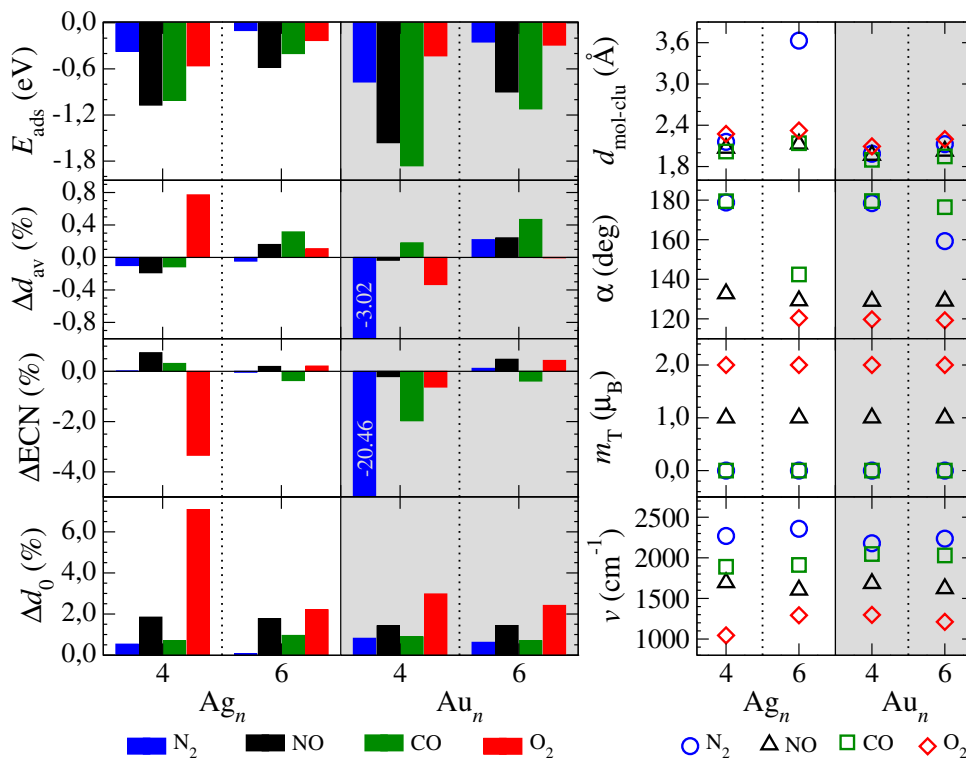 E_ads (eV)
0,0
-0.6
-1.2
-1.8
Δd_av (%)
0,8
0.4
0,0
-0.4
-0.8
-3.02
ΔECN (%)
0,0
-2.0
-4.0
-20.46
Δd_0 (%)
6.0
4.0
2.0
0,0
4 6 4 6
Ag_n Au_n
N_2 NO CO O_2
d_mol-clu (Å)
3,6
3,0
2,4
1,8
α (deg)
180
160
140
120
m_T (μ_B)
2,0
1,0
0,0
ν (cm^-1)
2500
2000
1500
1000
4 6 4 6
Ag_n Au_n
N_2 NO CO O_2